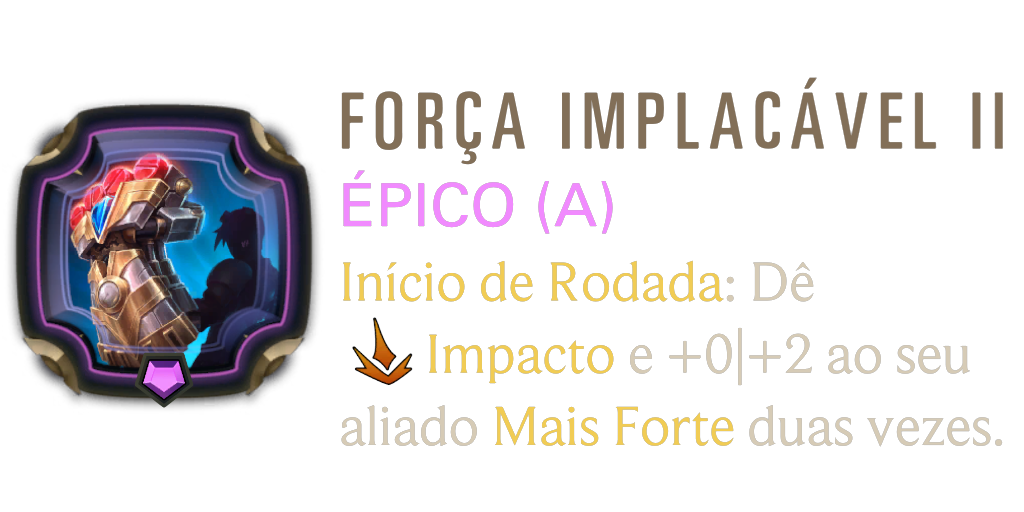 FORÇA IMPLACÁVEL II
ÉPICO (A)
Início de Rodada: Dê
Impacto e +0|+2 ao seu
aliado Mais Forte duas vezes.